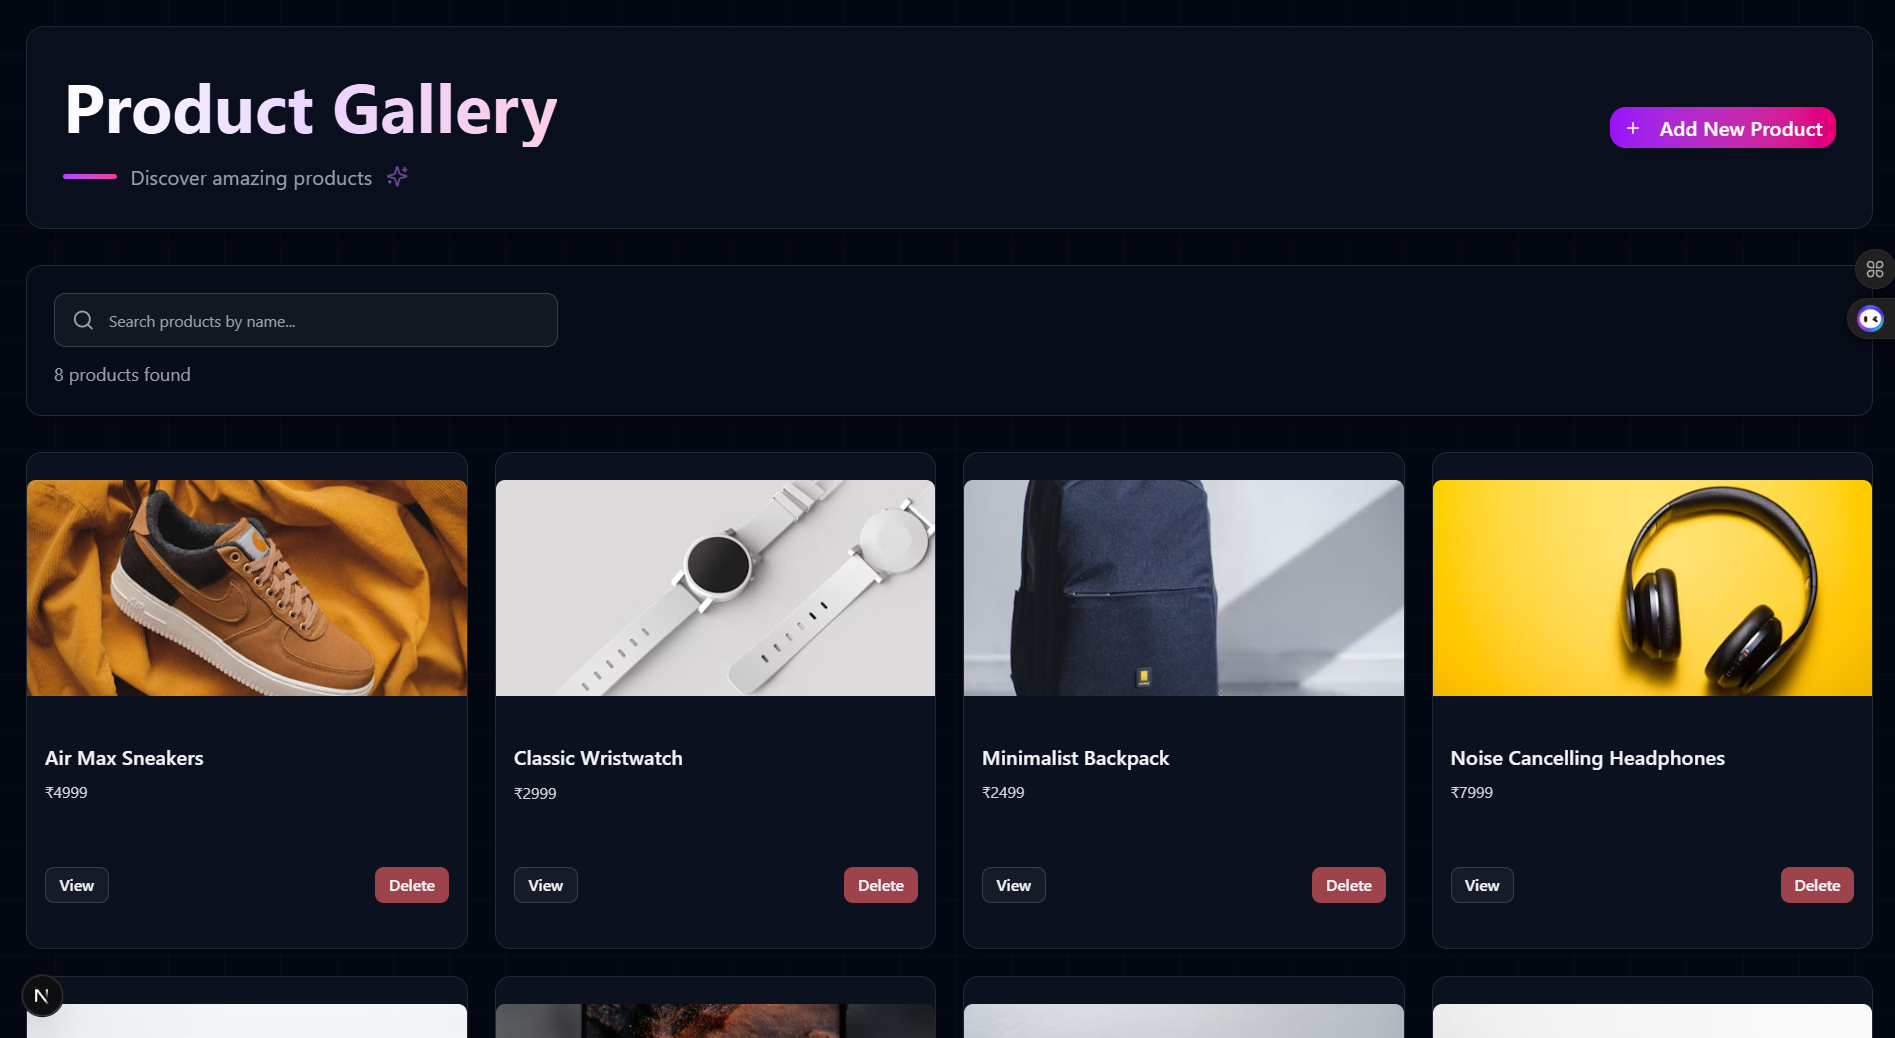 Product Gallery
Discover amazing products
+ Add New Product
Search products by name...
8 products found
Air Max Sneakers
₹4999
View
Delete
Classic Wristwatch
₹2999
View
Delete
Minimalist Backpack
₹2499
View
Delete
Noise Cancelling Headphones
₹7999
View
Delete
N